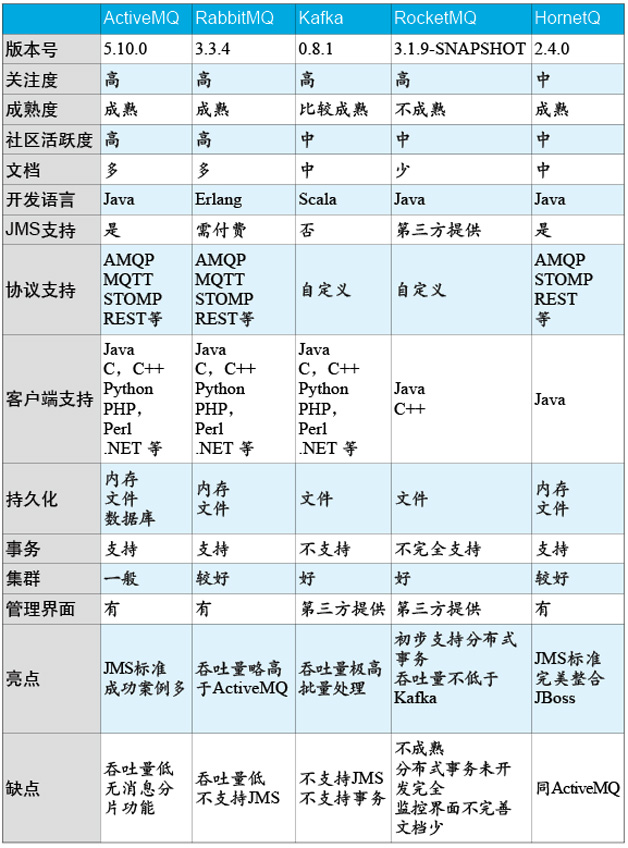 ActiveMQ RabbitMQ Kafka RocketMQ HornetQ
版本号 5.10.0 3.3.4 0.8.1 3.1.9-SNAPSHOT 2.4.0
关注度 高 高 高 高 中
成熟度 成熟 成熟 比较成熟 不成熟 成熟
社区活跃度 高 高 中 中 中
文档 多 多 中 少 中
开发语言 Java Erlang Scala Java Java
JMS支持 是 需付费 否 第三方提供 是
协议支持
AMQP
MQTT
STOMP
REST等
AMQP
MQTT
STOMP
REST等
自定义
自定义
AMQP
STOMP
REST
等
客户端支持
Java
C，C++
Python
PHP，
Perl
.NET 等
Java
C，C++
Python
PHP，
Perl
.NET 等
Java
C，C++
Python
PHP，
Perl
.NET 等
Java
C++
Java
持久化
内存
文件
数据库
内存
文件
文件
文件
内存
文件
事务 支持 支持 不支持 不完全支持 支持
集群 一般 较好 好 好 较好
管理界面 有 有 第三方提供 第三方提供 有
亮点
JMS标准
成功案例多
吞吐量略高
于ActiveMQ
吞吐量极高
批量处理
初步支持分布式
事务
吞吐量不低于
Kafka
JMS标准
完美整合
JBoss
缺点
吞吐量低
无消息分
片功能
吞吐量低
不支持JMS
不支持JMS
不支持事务
不成熟
分布式事务未开
发完全
监控界面不完善
文档少
同ActiveMQ